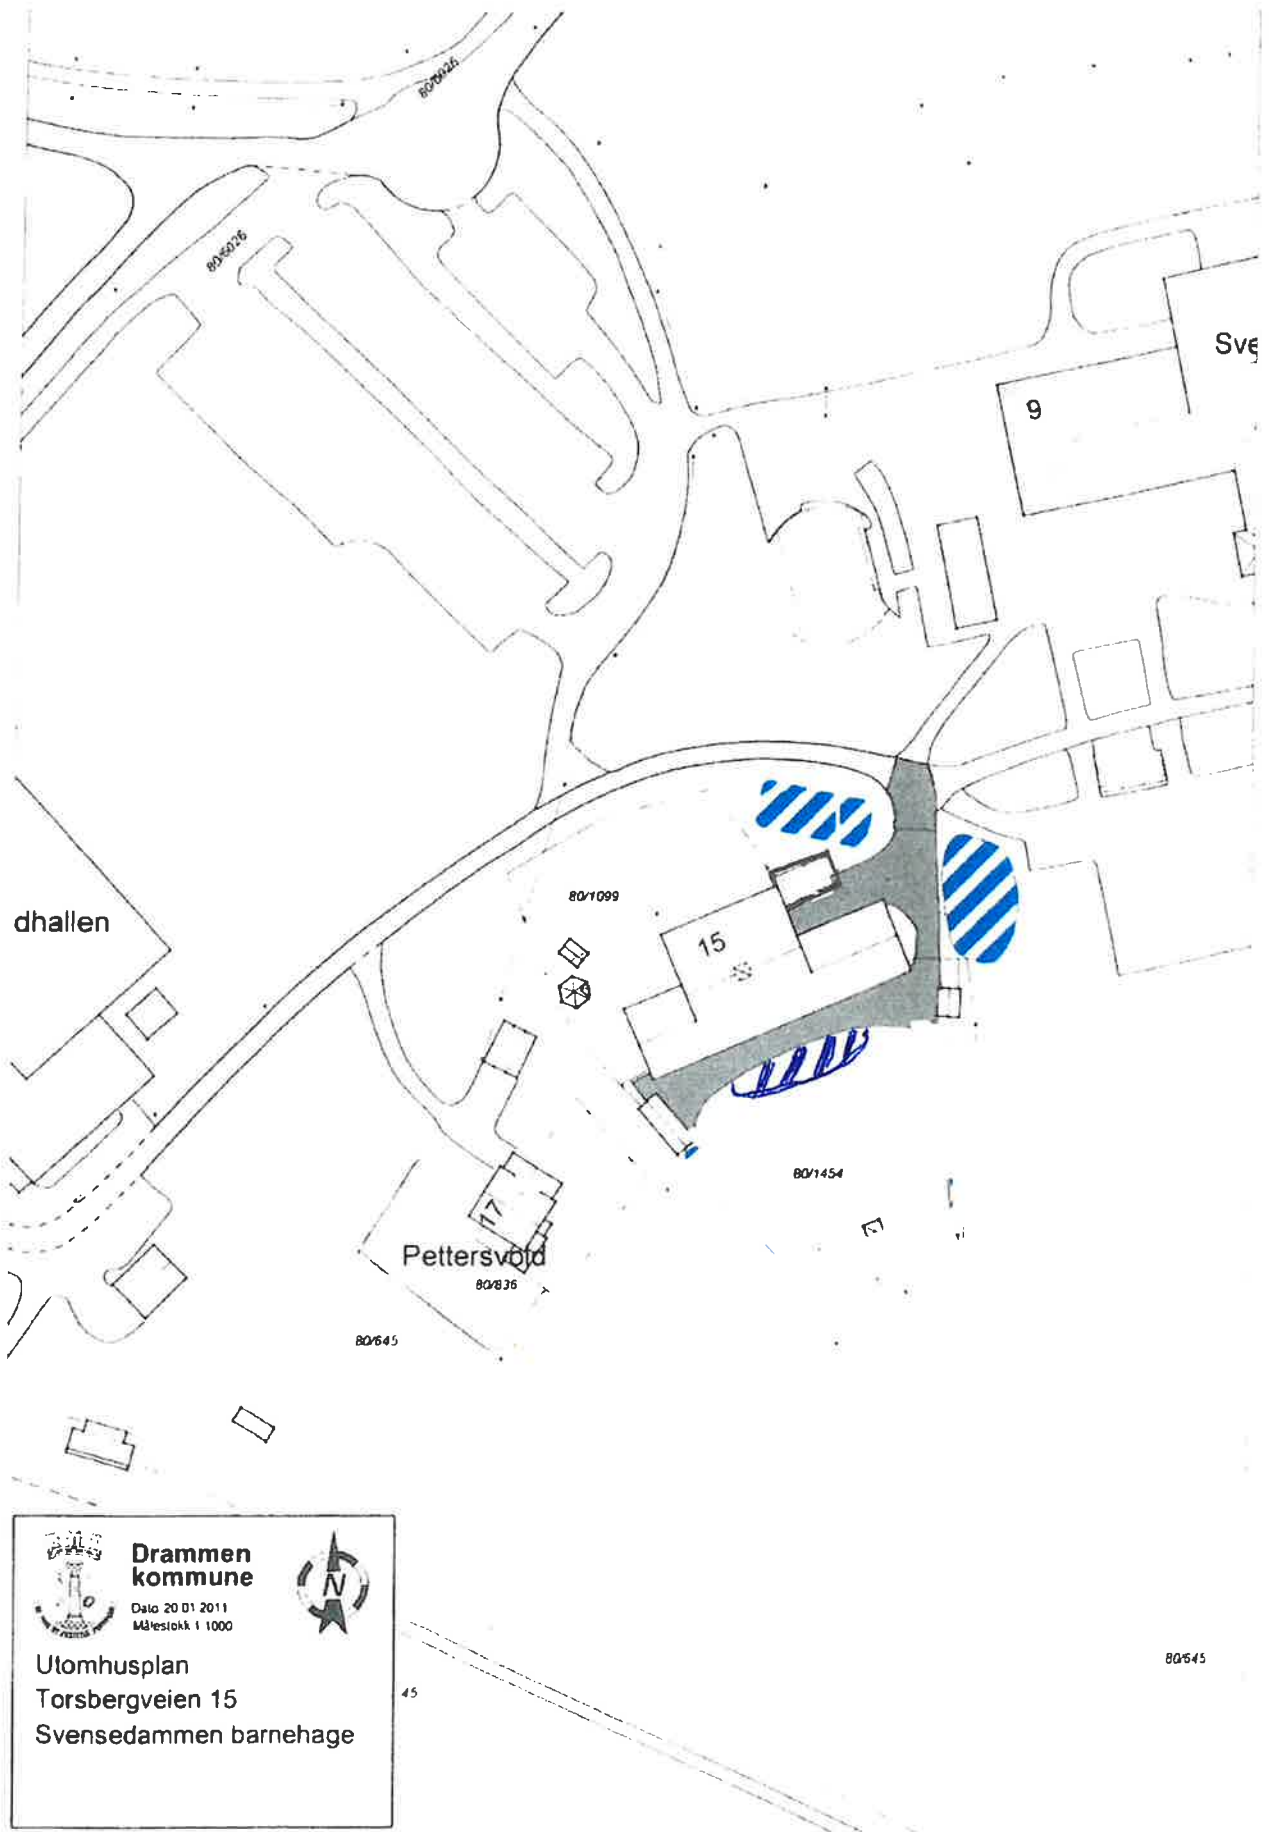 80/6026
80/6026
Sve
9
80/1099
dhallen
15
80/1454
17
Pettersvold
80/836
80/645
Drammen
kommune
Dato 20 01 2011
Målestokk 1 1000
N
Utomhusplan
Torsbergveien 15
Svensedammen barnehage
45
80/645